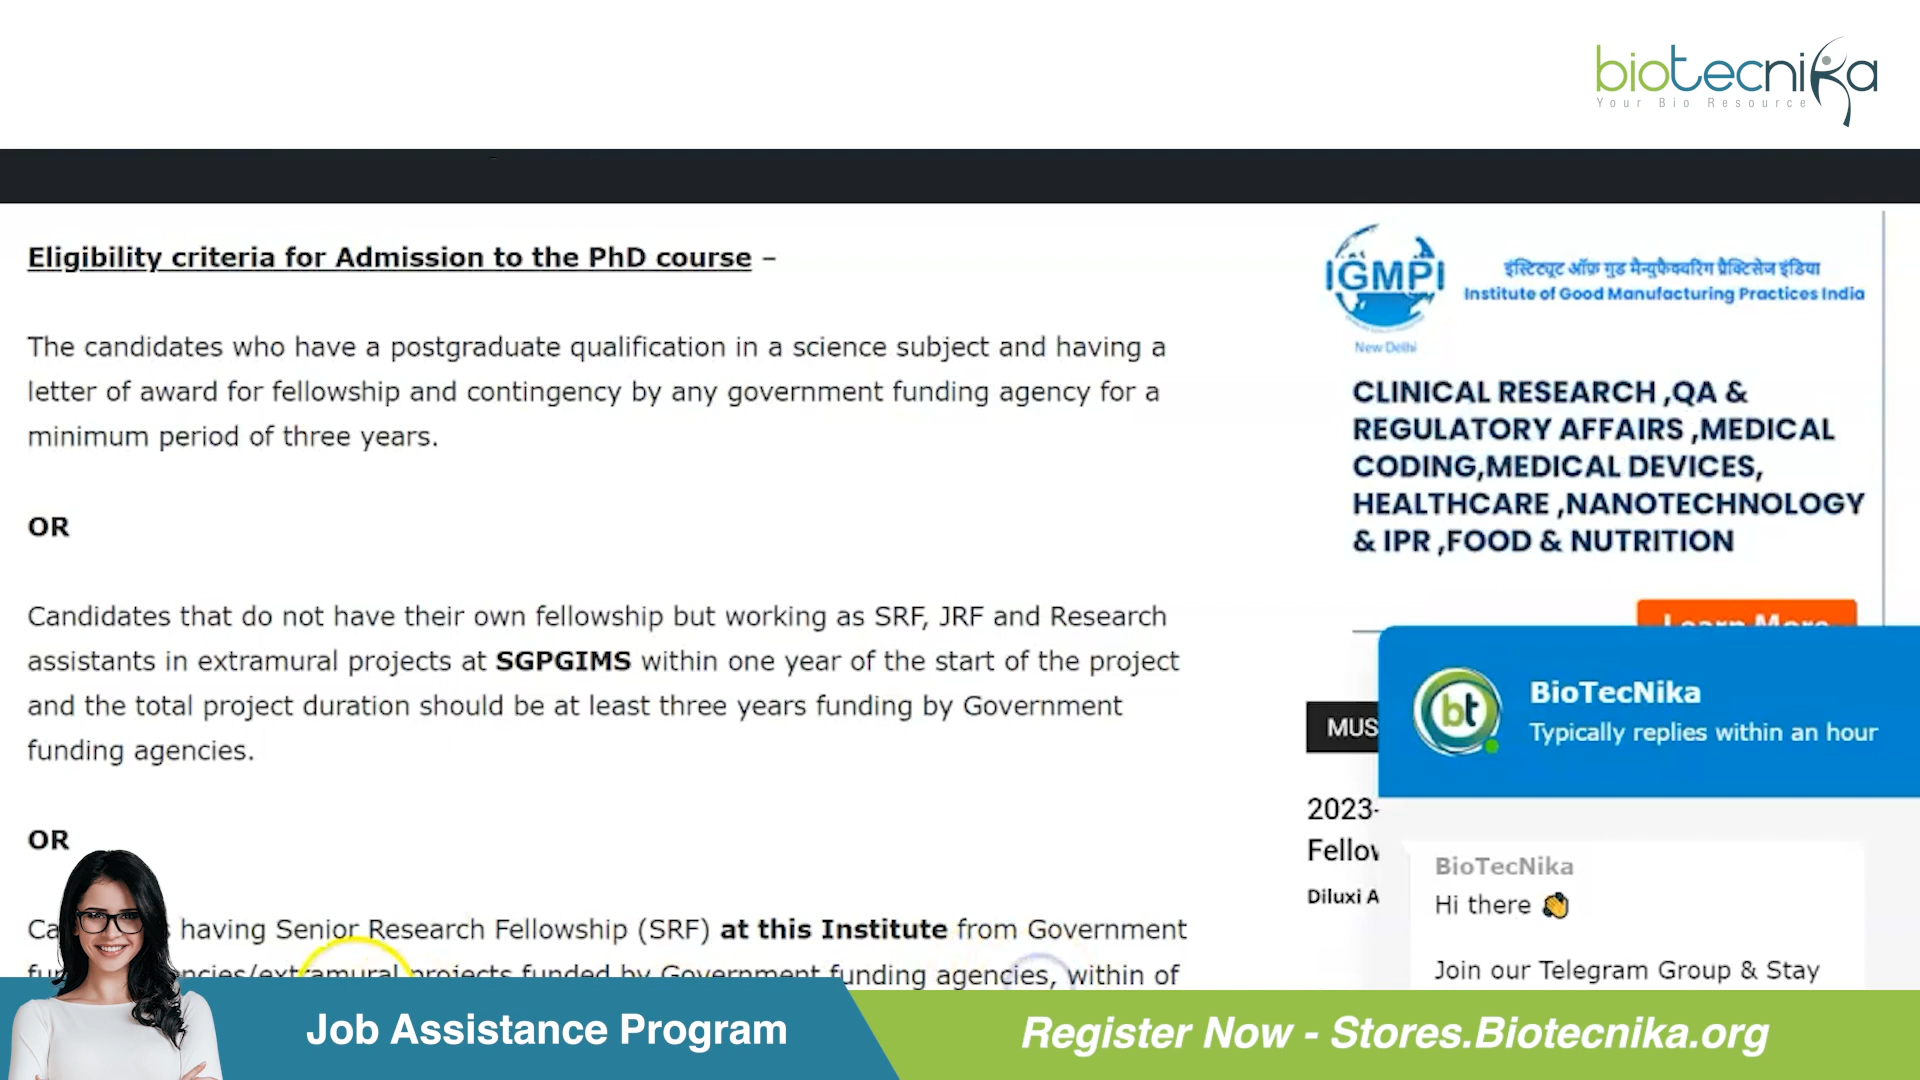 biotecnika
Your Bio Resource
Eligibility criteria for Admission to the PhD course –
The candidates who have a postgraduate qualification in a science subject and having a
letter of award for fellowship and contingency by any government funding agency for a
minimum period of three years.
OR
Candidates that do not have their own fellowship but working as SRF, JRF and Research
assistants in extramural projects at SGPGIMS within one year of the start of the project
and the total project duration should be at least three years funding by Government
funding agencies.
OR
having Senior Research Fellowship (SRF) at this Institute from Government
extramural projects funded by Government funding agencies, within of
IGMPI
New Delhi
इंस्टिट्यूट ऑफ़ गुड मैन्युफैक्चरिंग प्रैक्टिसेज इंडिया
Institute of Good Manufacturing Practices India
CLINICAL RESEARCH ,QA &
REGULATORY AFFAIRS ,MEDICAL
CODING,MEDICAL DEVICES,
HEALTHCARE ,NANOTECHNOLOGY
& IPR ,FOOD & NUTRITION
Learn More
MUS
2023-
Diluxi A
bt
BioTecNika
Typically replies within an hour
BioTecNika
Hi there 👏
Join our Telegram Group & Stay
Job Assistance Program
Register Now - Stores.Biotecnika.org